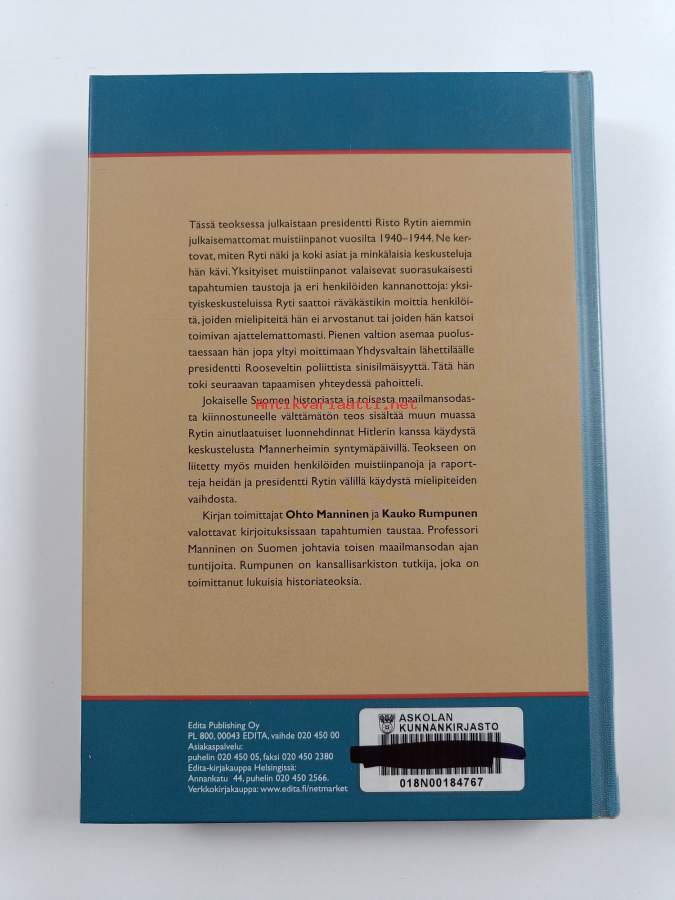 Tässä teoksessa julkaistaan presidentti Risto Rytin aiemmin
julkaisemattomat muistiinpanot vuosilta 1940–1944. Ne ker-
tovat, miten Ryti näki ja koki asiat ja minkälaisia keskusteluja
hän kävi. Yksityiset muistiinpanot valaisevat suorasukaisesti
tapahtumien taustoja ja eri henkilöiden kannanottoja: yksi-
tyiskeskusteluissa Ryti saattoi räväkästikin moittia henkilöi-
tä, joiden mielipiteitä hän ei arvostanut tai joiden hän katsoi
toimivan ajattelemattomasti. Pienen valtion asemaa puolus-
taessaan hän jopa yltyi moittimaan Yhdysvaltain lähettiläälle
presidentti Rooseveltin poliittista sinisilmäisyyttä. Tätä hän
toki seuraavan tapaamisen yhteydessä pahoitteli.
Jokaiselle Suomen historiasta ja toisesta maailmansodas-
Antikvariaatti.net
ta kiinnostuneelle välttämätön teos sisältää muun muassa
Rytin ainutlaatuiset luonnehdinnat Hitlerin kanssa käydystä
keskustelusta Mannerheimin syntymäpäivillä. Teokseen on
liitetty myös muiden henkilöiden muistiinpanoja ja raport-
teja heidän ja presidentti Rytin välillä käydystä mielipiteiden
vaihdosta.
Kirjan toimittajat Ohto Manninen ja Kauko Rumpunen
valottavat kirjoituksissaan tapahtumien taustaa. Professori
Manninen on Suomen johtavia toisen maailmansodan ajan
tuntijoita. Rumpunen on kansallisarkiston tutkija, joka on
toimittanut lukuisia historiateoksia.
Edita Publishing Oy
PL 800, 00043 EDITA, vaihde 020 450 00
Asiakaspalvelu:
puhelin 020 450 05, faksi 020 450 2380
Edita-kirjakauppa Helsingissä:
Annankatu 44, puhelin 020 450 2566.
Verkkokirjakauppa: www.edita.fi/netmarket
ASKOLAN
KUNNANKIRJASTO
018N00184767